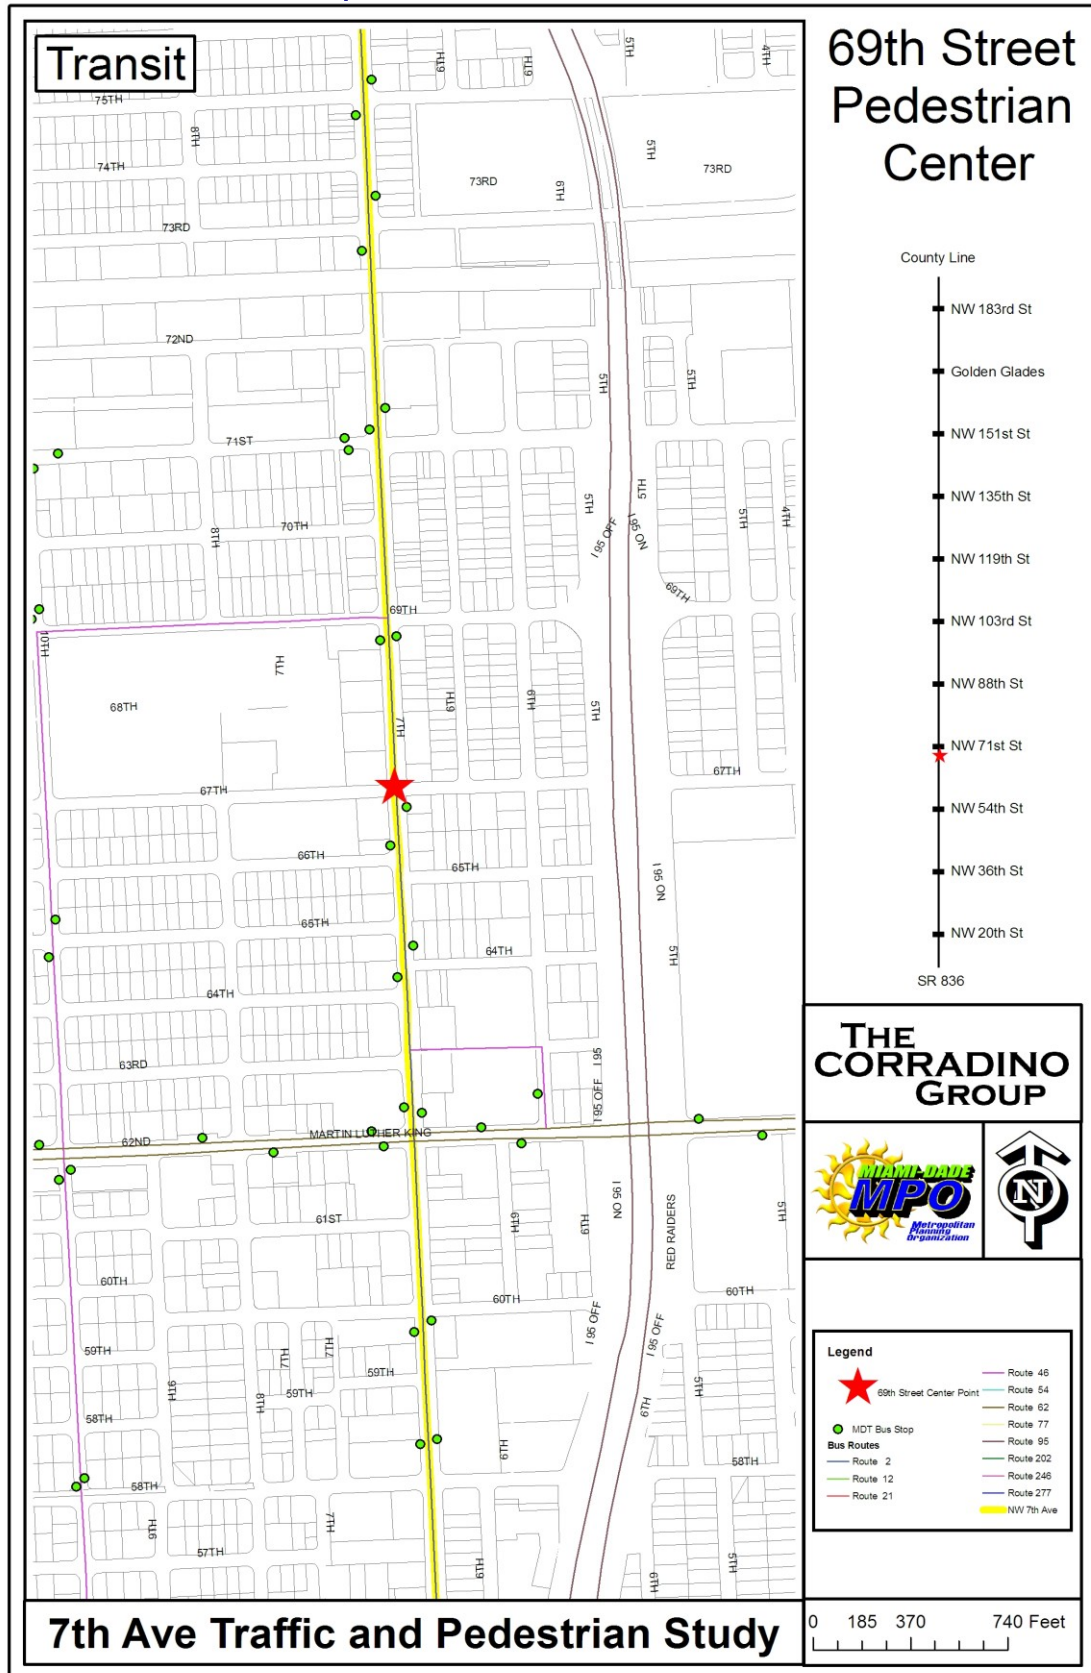 Transit
69th Street
Pedestrian
Center
75TH
8TH
6TH
6TH
5TH
4TH
74TH
73RD
6TH
5TH
73RD
73RD
72ND
5TH
5TH
71ST
5TH
5TH
5TH
4TH
70TH
8TH
I 95 OFF
I 95 ON
69TH
69TH
10TH
7TH
68TH
7TH
6TH
6TH
5TH
67TH
67TH
66TH
65TH
I 95 ON
65TH
64TH
5TH
64TH
63RD
I 95
I 95 OFF
62ND
MARTIN LUTHER KING
61ST
6TH
6TH
I 95 ON
RED RAIDERS
5TH
60TH
60TH
60TH
I 95 OFF
I 95 OFF
59TH
7TH
7TH
59TH
59TH
9TH
8TH
5TH
6TH
58TH
6TH
58TH
58TH
9TH
7TH
57TH
6TH
5TH
6TH
County Line
NW 183rd St
Golden Glades
NW 151st St
NW 135th St
NW 119th St
NW 103rd St
NW 88th St
NW 71st St
NW 54th St
NW 36th St
NW 20th St
SR 836
THE
CORRADINO
GROUP
MIAMI-DADE
MPO
Metropolitan
Planning
Organization
N
Legend
69th Street Center Point
MDT Bus Stop
Bus Routes
Route 2
Route 12
Route 21
Route 46
Route 54
Route 62
Route 77
Route 95
Route 202
Route 246
Route 277
NW 7th Ave
7th Ave Traffic and Pedestrian Study
0 185 370 740 Feet